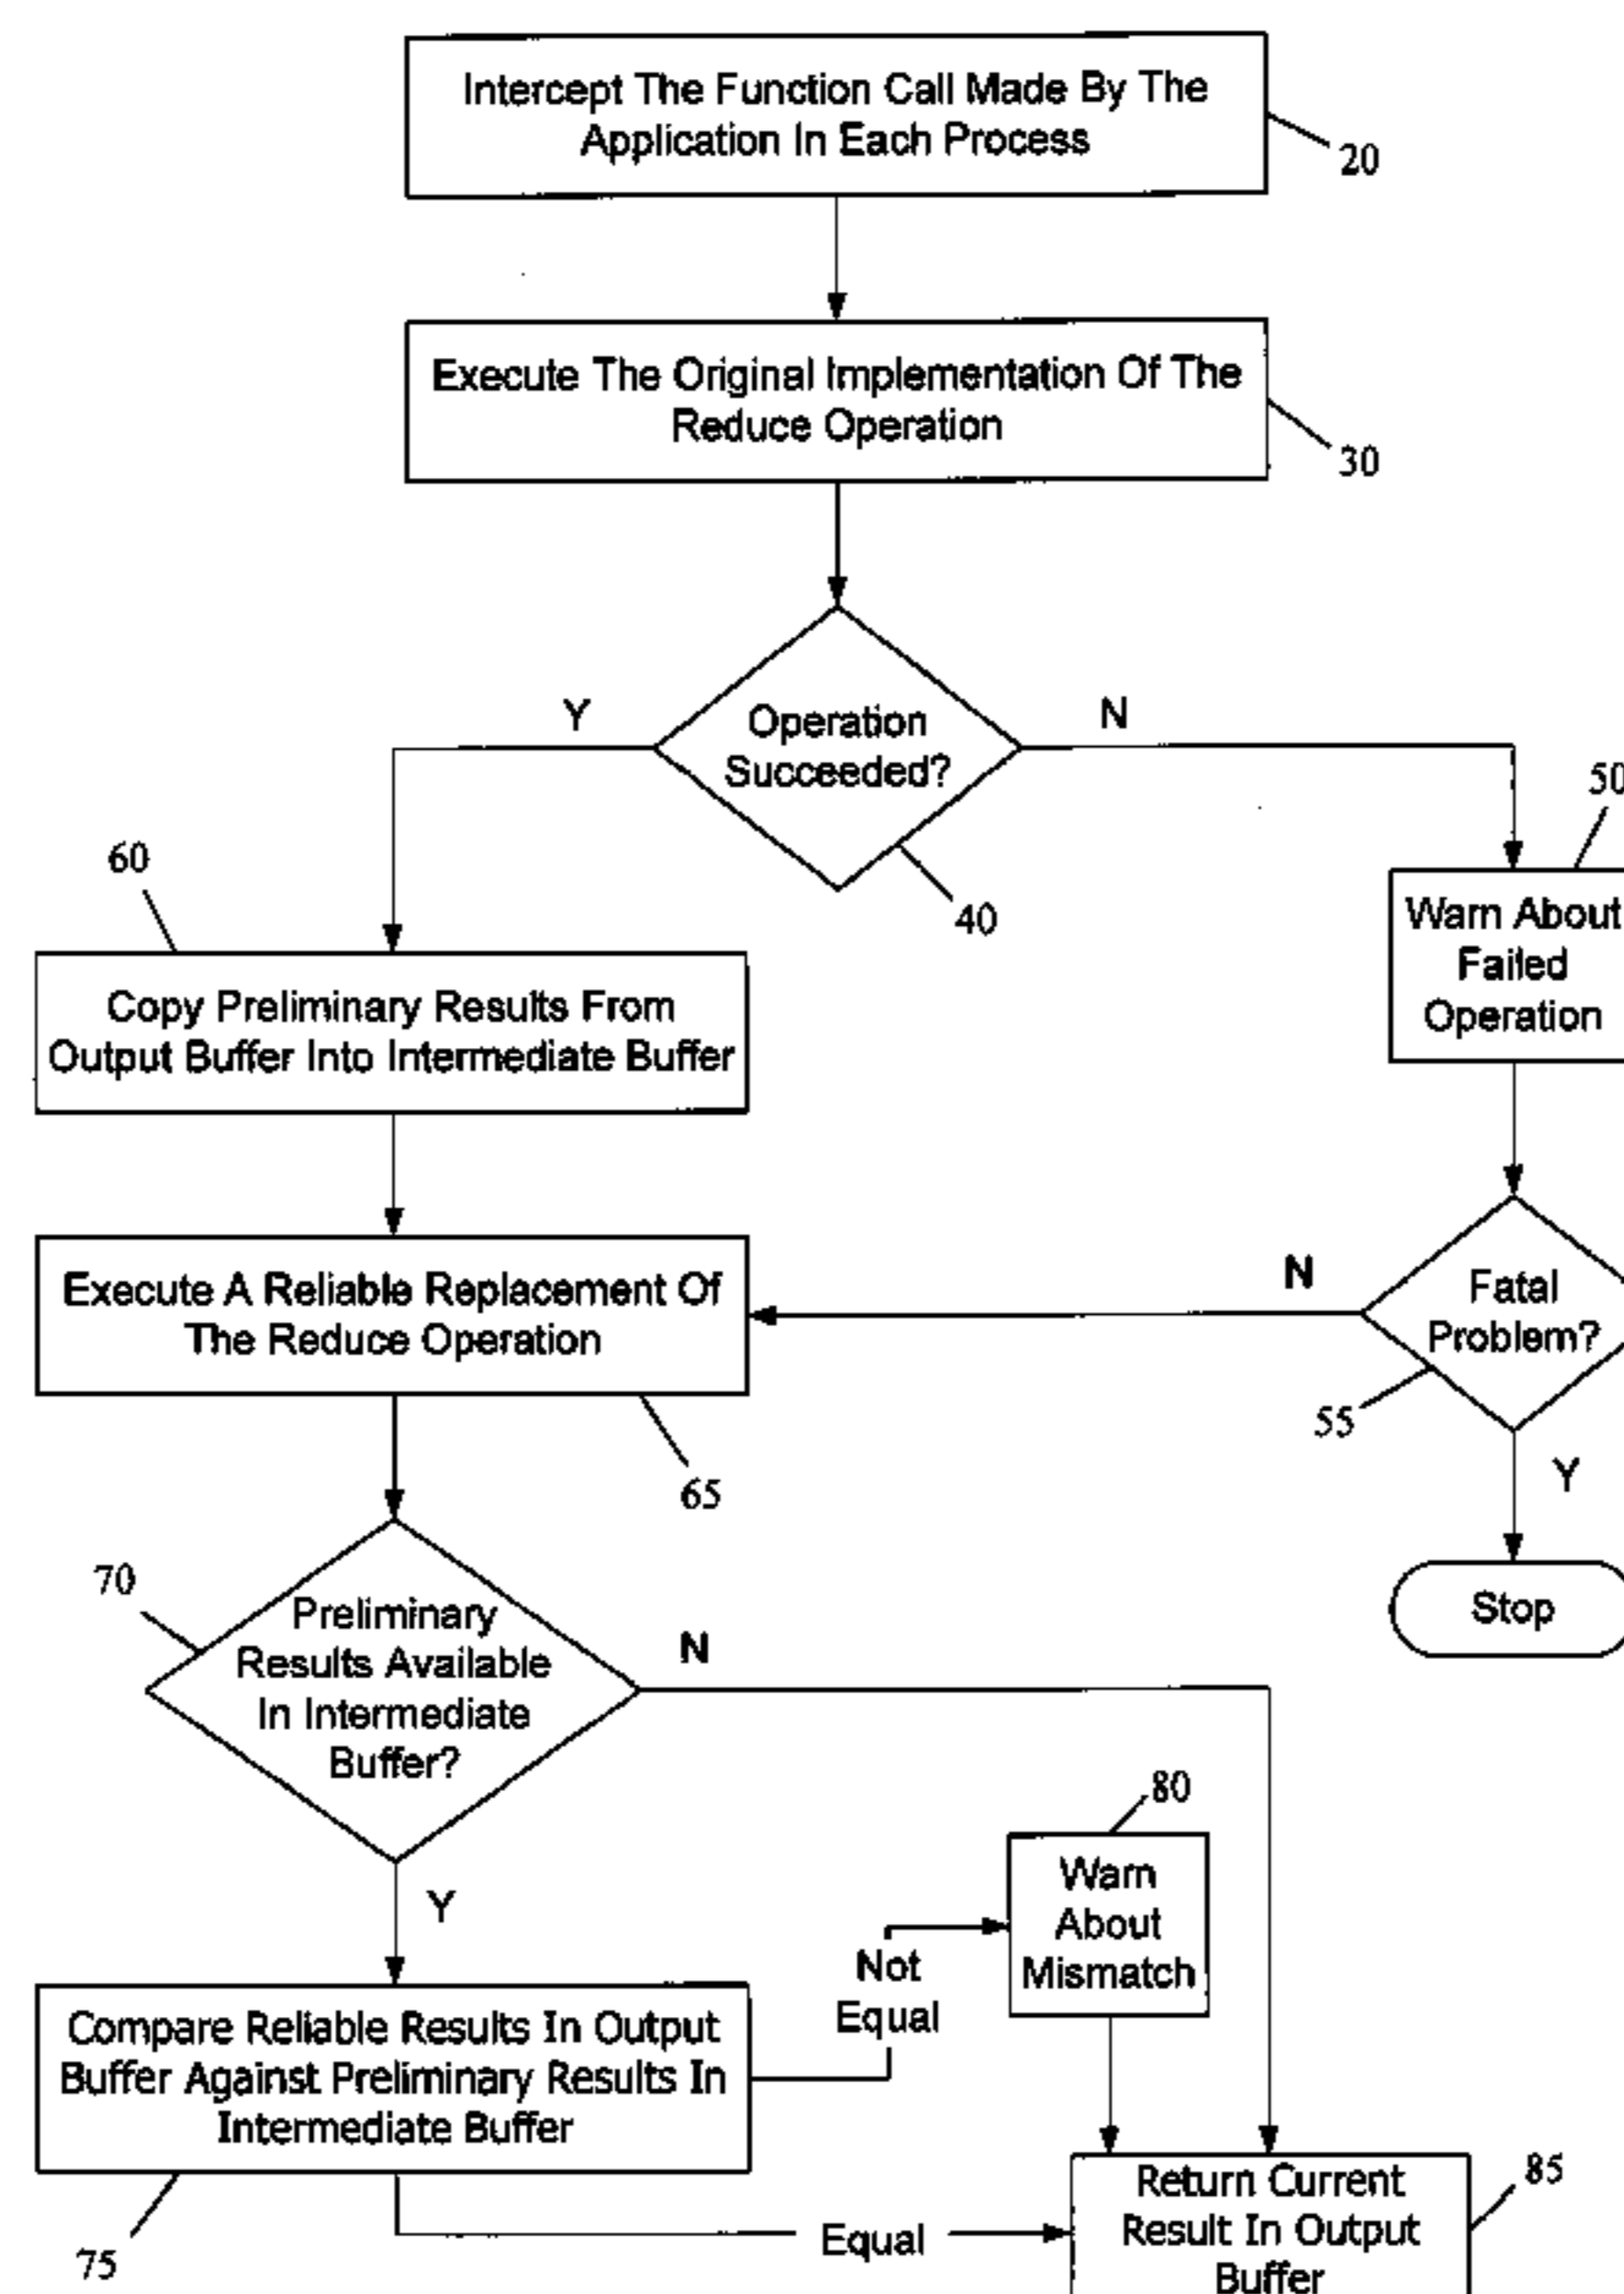 Intercept The Function Call Made By The
Application In Each Process
20
Execute The Original Implementation Of The
Reduce Operation
30
Y
N
Operation
Succeeded?
40
50
60
Warn About
Failed
Operation
Copy Preliminary Results From
Output Buffer Into Intermediate Buffer
Execute A Reliable Replacement Of
The Reduce Operation
65
N
Fatal
Problem?
55
Y
Stop
70
Preliminary
Results Available
In Intermediate
Buffer?
N
Y
80
Warn
About
Mismatch
Not
Equal
Compare Reliable Results In Output
Buffer Against Preliminary Results In
Intermediate Buffer
75
Equal
Return Current
Result In Output
Buffer
85